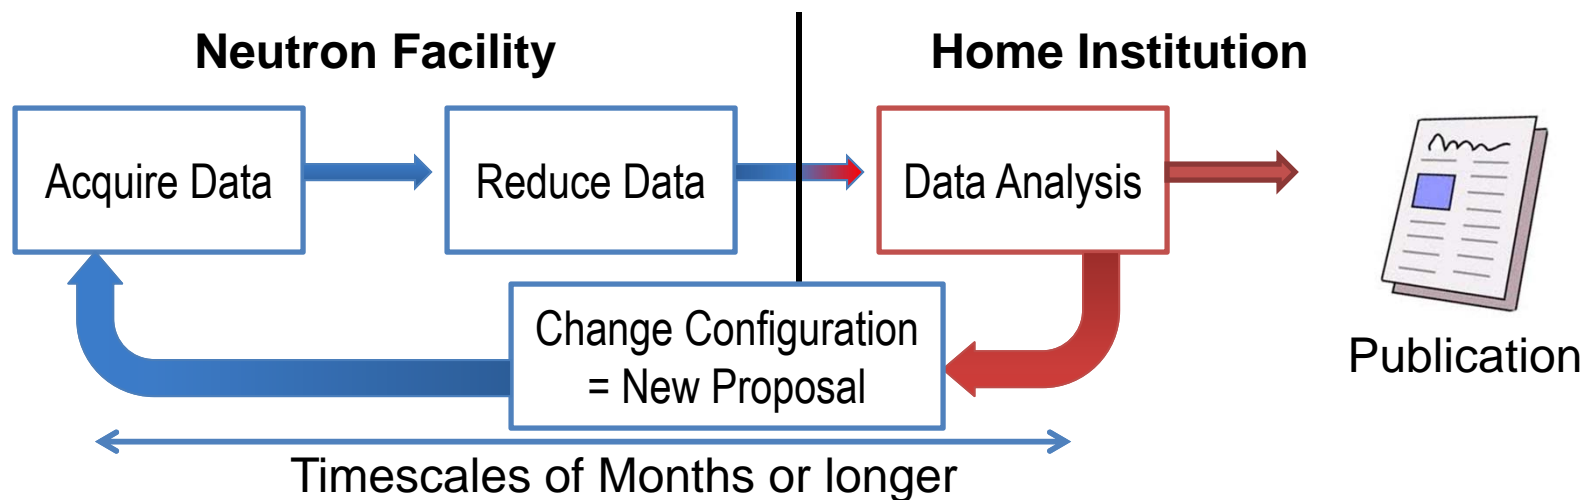 Neutron Facility
Home Institution
Acquire Data
Reduce Data
Data Analysis
Change Configuration
= New Proposal
Publication
Timescales of Months or longer